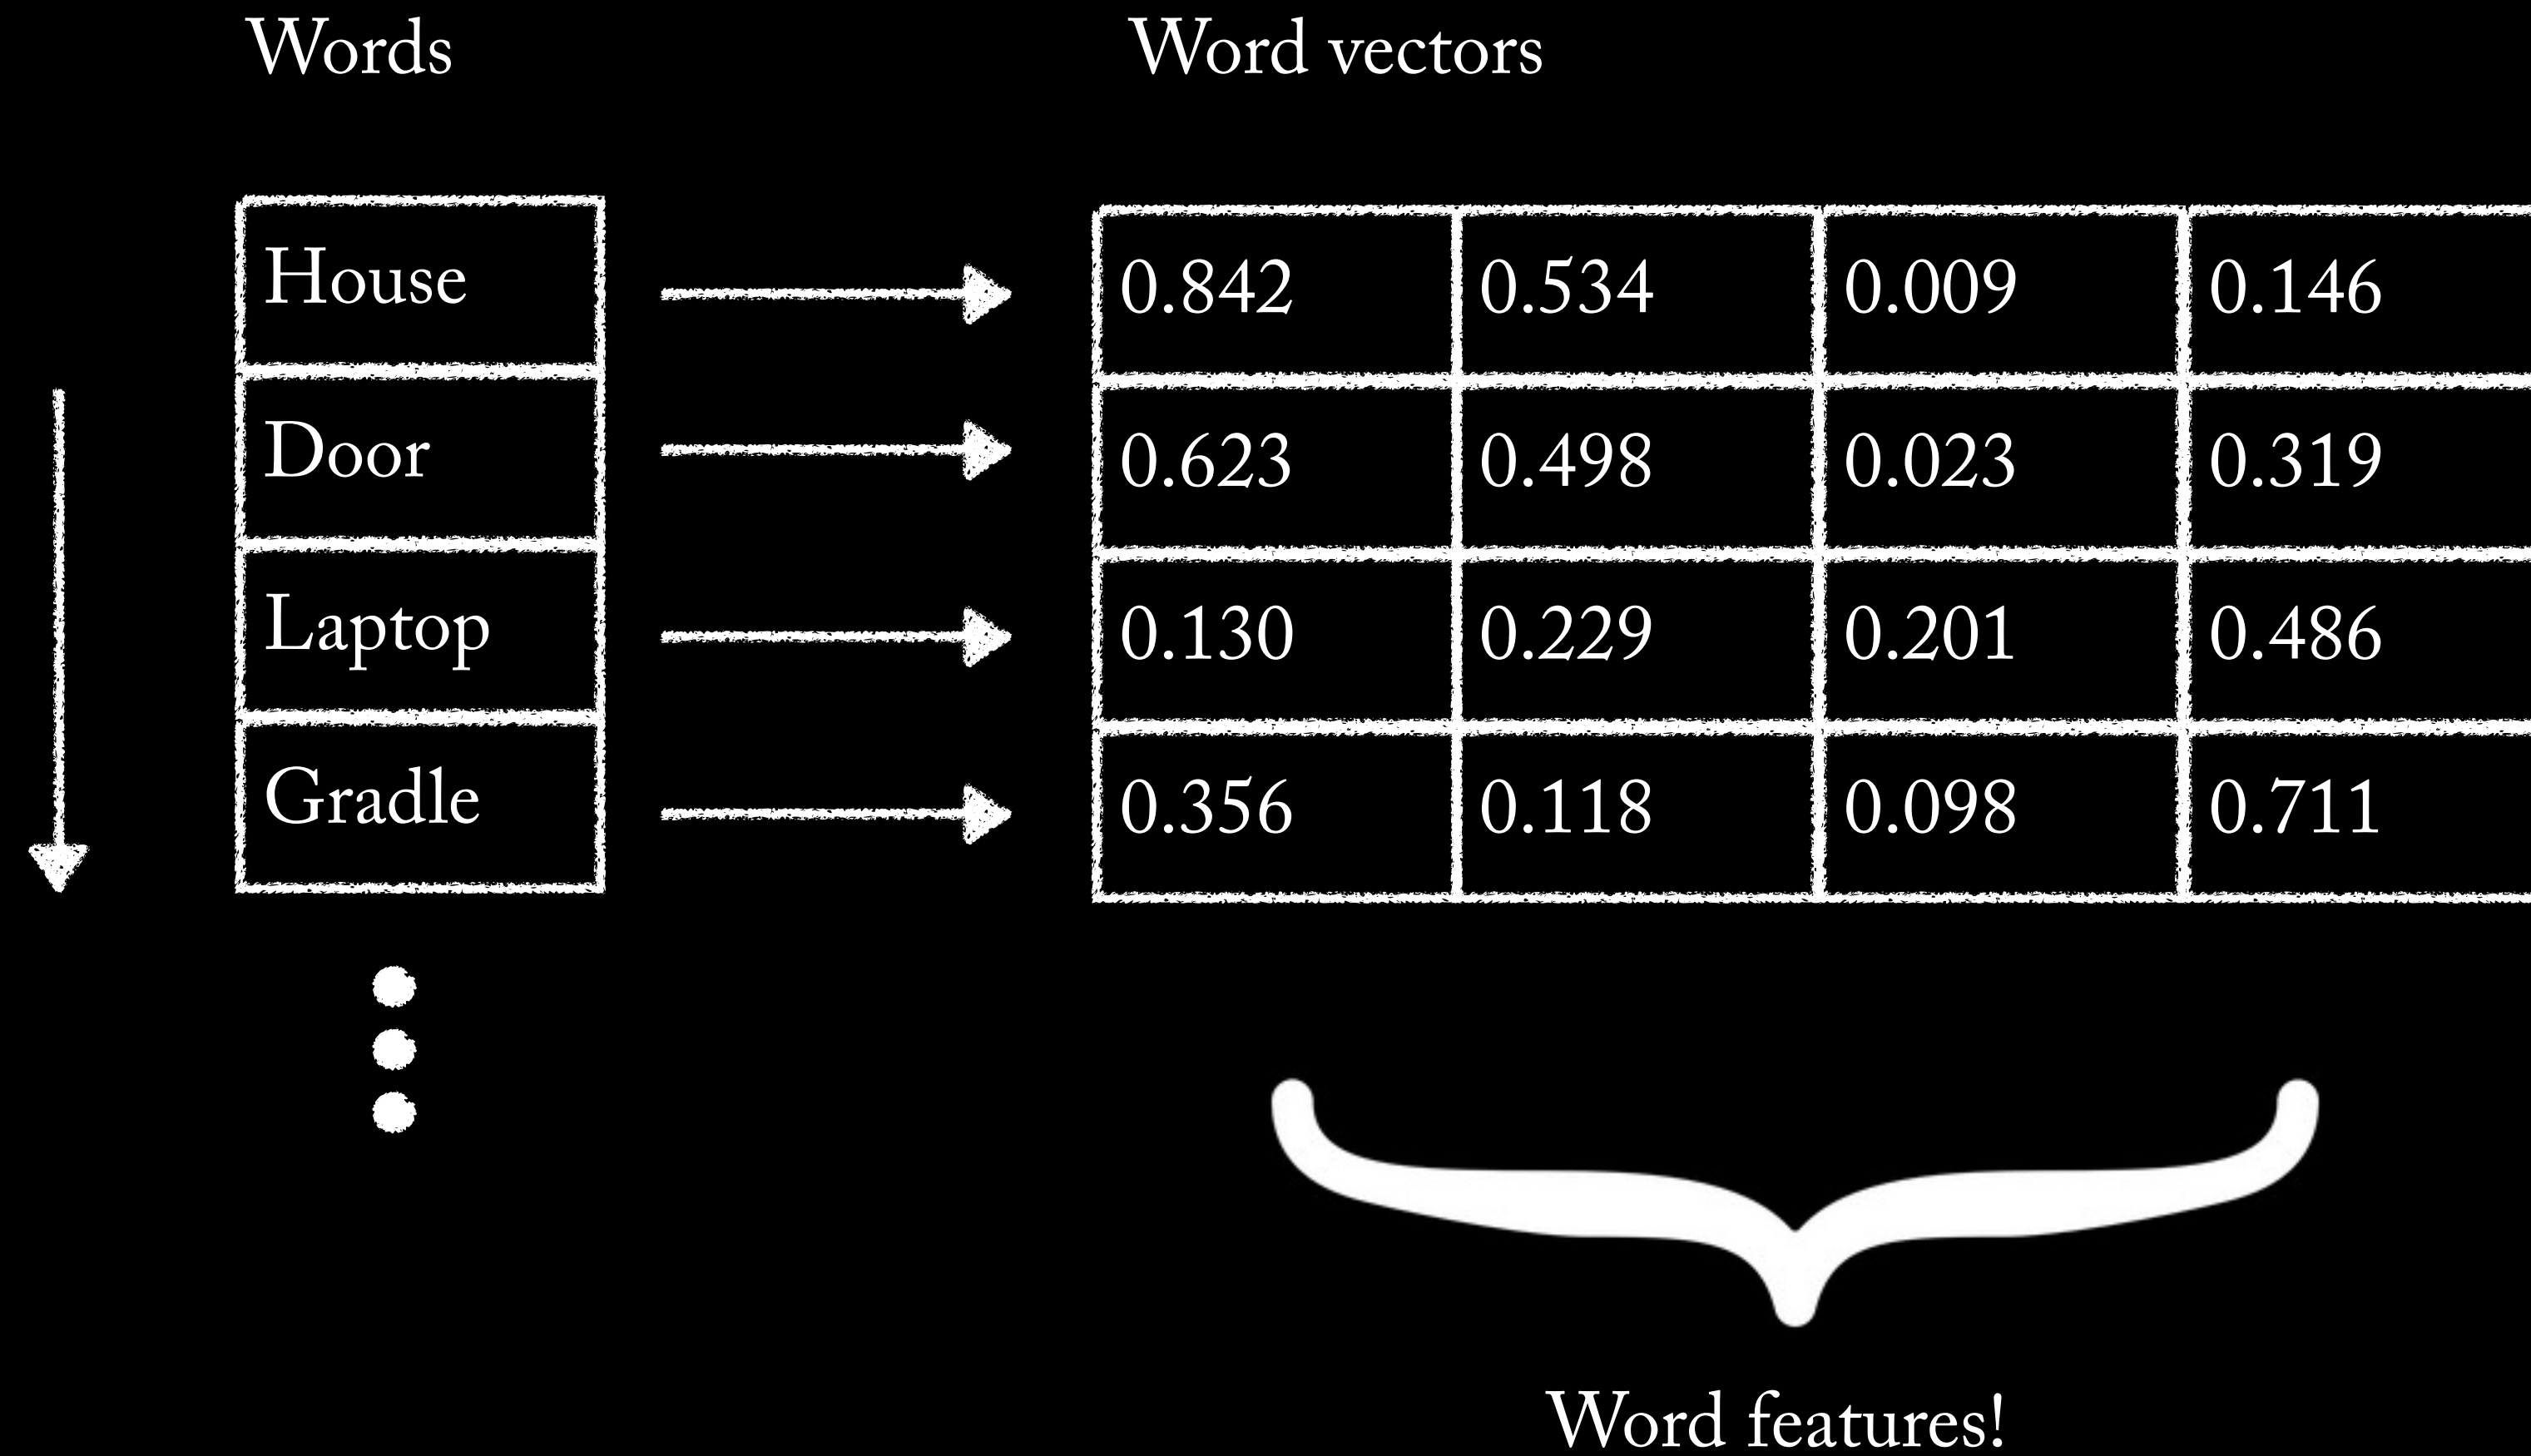 Words
Word vectors
House
0.842 0.534 0.009 0.146
Door
0.623 0.498 0.023 0.319
Laptop
0.130 0.229 0.201 0.486
Gradle
0.356 0.118 0.098 0.711
Word features!